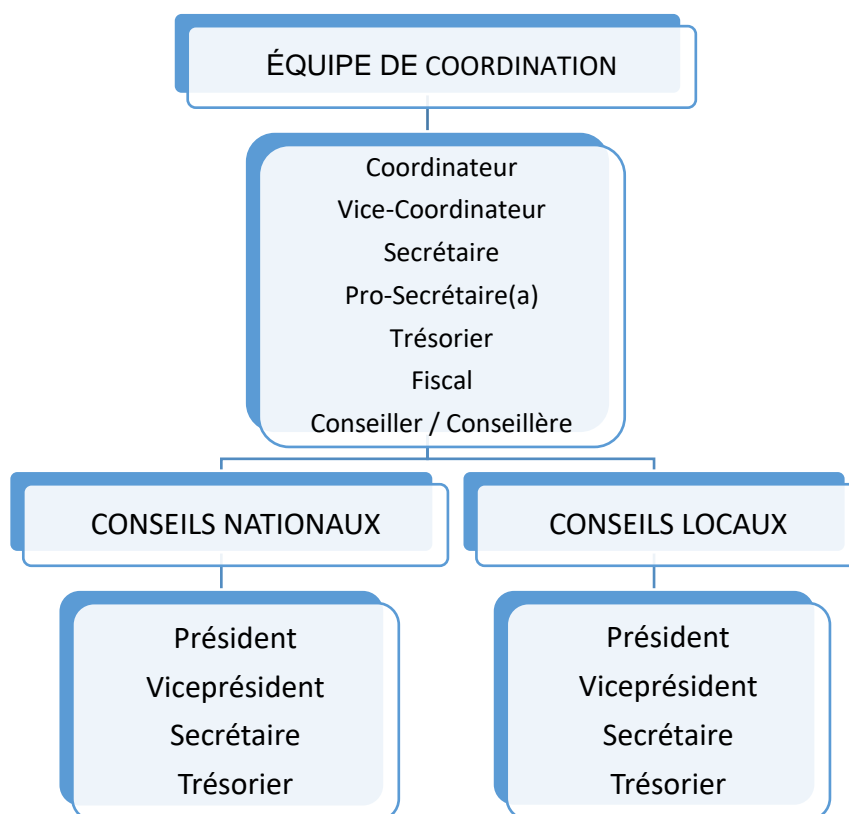 ÉQUIPE DE COORDINATION
Coordinateur
Vice-Coordinateur
Secrétaire
Pro-Secrétaire(a)
Trésorier
Fiscal
Conseiller / Conseillère
CONSEILS NATIONAUX
Président
Viceprésident
Secrétaire
Trésorier
CONSEILS LOCAUX
Président
Viceprésident
Secrétaire
Trésorier